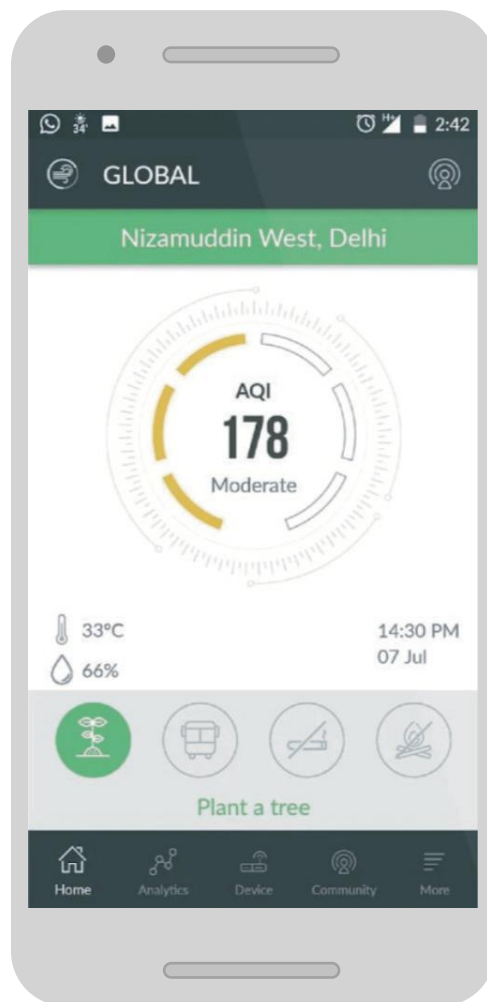 34°
H+
2:42
GLOBAL
Nizamuddin West, Delhi
AQI
178
Moderate
33°C
14:30 PM
66%
07 Jul
Plant a tree
Home Analytics Device Community More